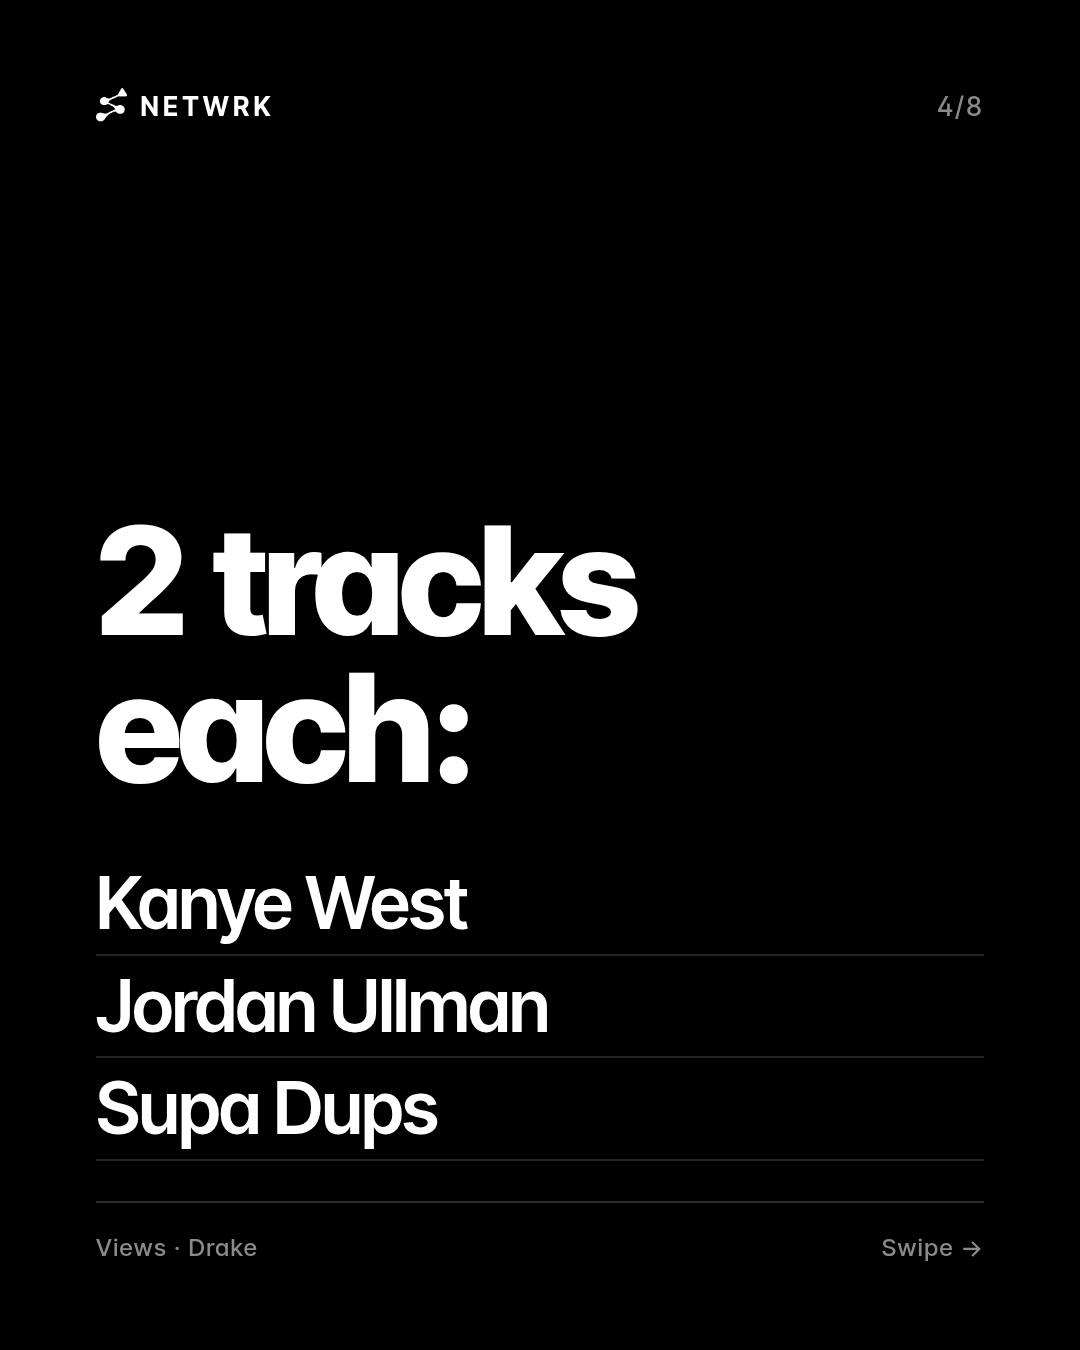 NETWRK
4/8
2 tracks
each:
Kanye West
Jordan Ullman
Supa Dups
Views · Drake
Swipe →